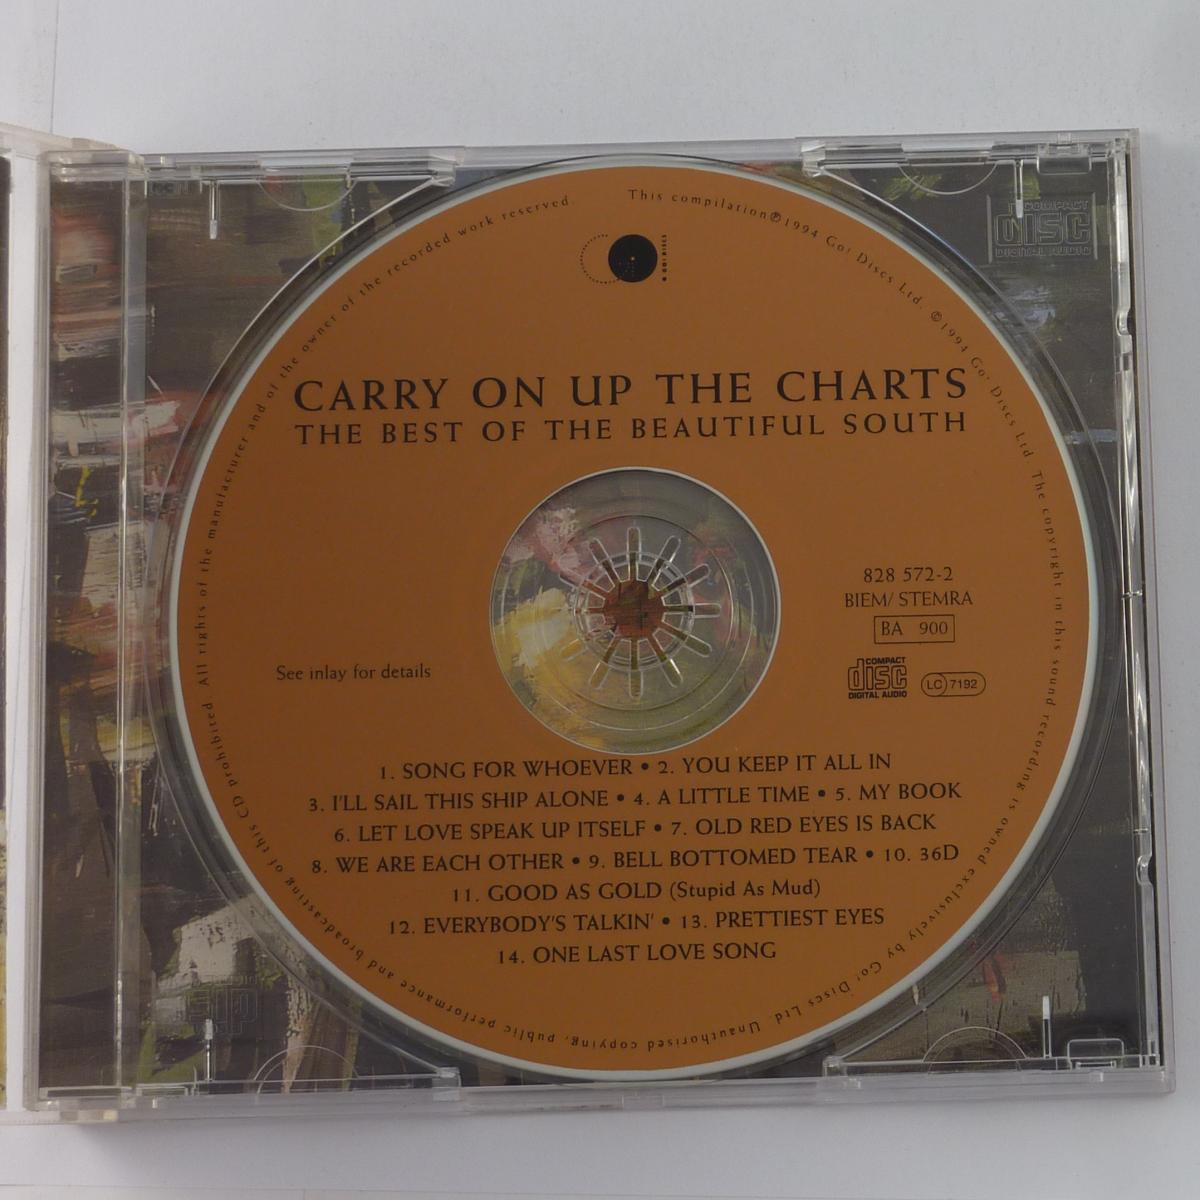 This compilation ℗ 1994 Go! Discs Ltd. © 1994 Go! Discs Ltd. The copyright in this sound recording is owned exclusively by Go! Discs Ltd. Unauthorised copying, public performance and broadcasting of this CD prohibited. All rights of the manufacturer and of the owner of the recorded work reserved.
GO! DISCS
CARRY ON UP THE CHARTS
THE BEST OF THE BEAUTIFUL SOUTH
828 572-2
BIEM/ STEMRA
BA 900
See inlay for details
COMPACT
disc
DIGITAL AUDIO
LC 7192
1. SONG FOR WHOEVER • 2. YOU KEEP IT ALL IN
3. I'LL SAIL THIS SHIP ALONE • 4. A LITTLE TIME • 5. MY BOOK
6. LET LOVE SPEAK UP ITSELF • 7. OLD RED EYES IS BACK
8. WE ARE EACH OTHER • 9. BELL BOTTOMED TEAR • 10. 36D
11. GOOD AS GOLD (Stupid As Mud)
12. EVERYBODY'S TALKIN' • 13. PRETTIEST EYES
14. ONE LAST LOVE SONG
COMPACT
disc
DIGITAL AUDIO